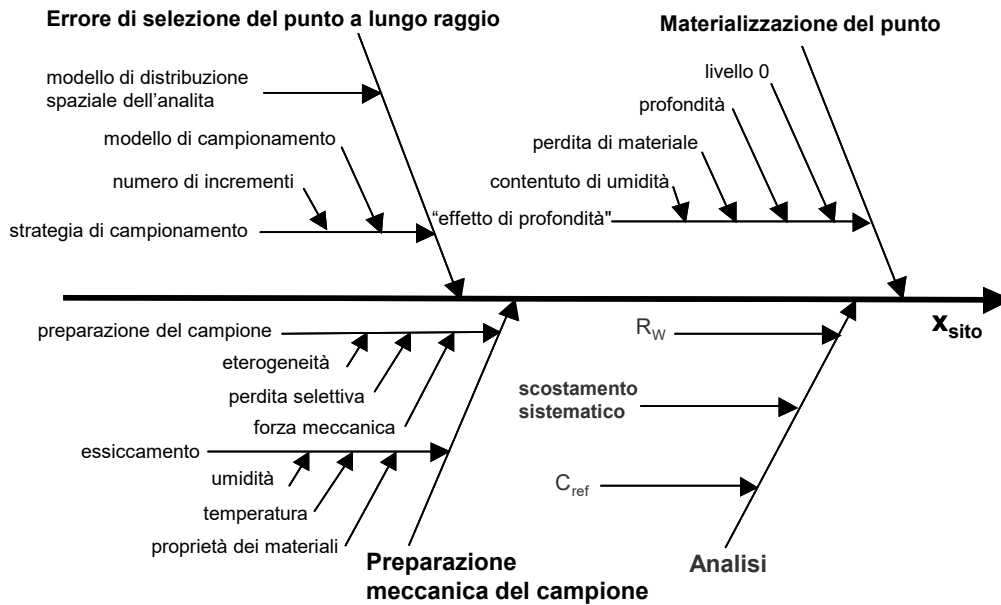 Errore di selezione del punto a lungo raggio
modello di distribuzione
spaziale dell'analita
modello di campionamento
numero di incrementi
strategia di campionamento
Materializzazione del punto
livello 0
profondità
perdita di materiale
contentuto di umidità
"effetto di profondità"
x_sito
preparazione del campione
eterogeneità
perdita selettiva
forza meccanica
essiccamento
umidità
temperatura
proprietà dei materiali
Preparazione
meccanica del campione
R_W
scostamento
sistematico
C_ref
Analisi